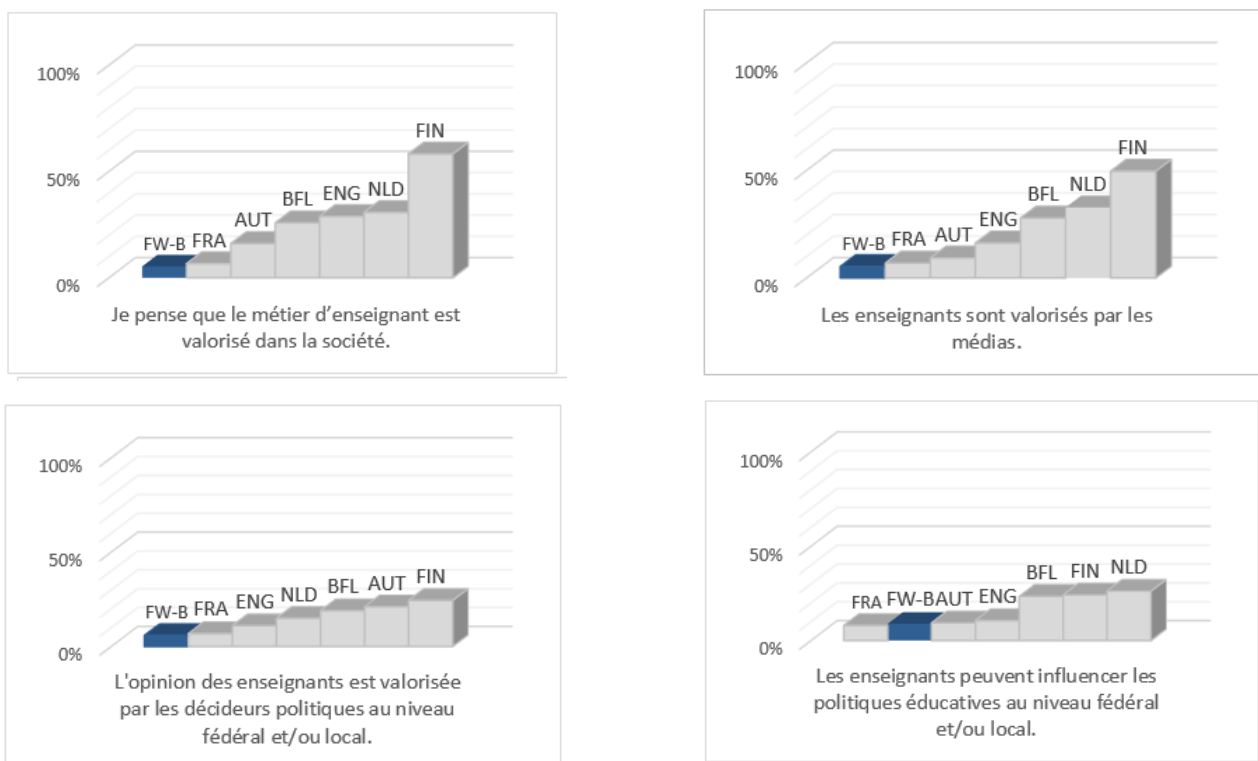 100%
50%
0%
FW-B FRA AUT BFL ENG NLD FIN
Je pense que le métier d'enseignant est
valorisé dans la société.
100%
50%
0%
FW-B FRA AUT ENG BFL NLD FIN
Les enseignants sont valorisés par les
médias.
100%
50%
0%
FW-B FRA ENG NLD BFL AUT FIN
L'opinion des enseignants est valorisée
par les décideurs politiques au niveau
fédéral et/ou local.
100%
50%
0%
FRA FW-B AUT ENG BFL FIN NLD
Les enseignants peuvent influencer les
politiques éducatives au niveau fédéral
et/ou local.